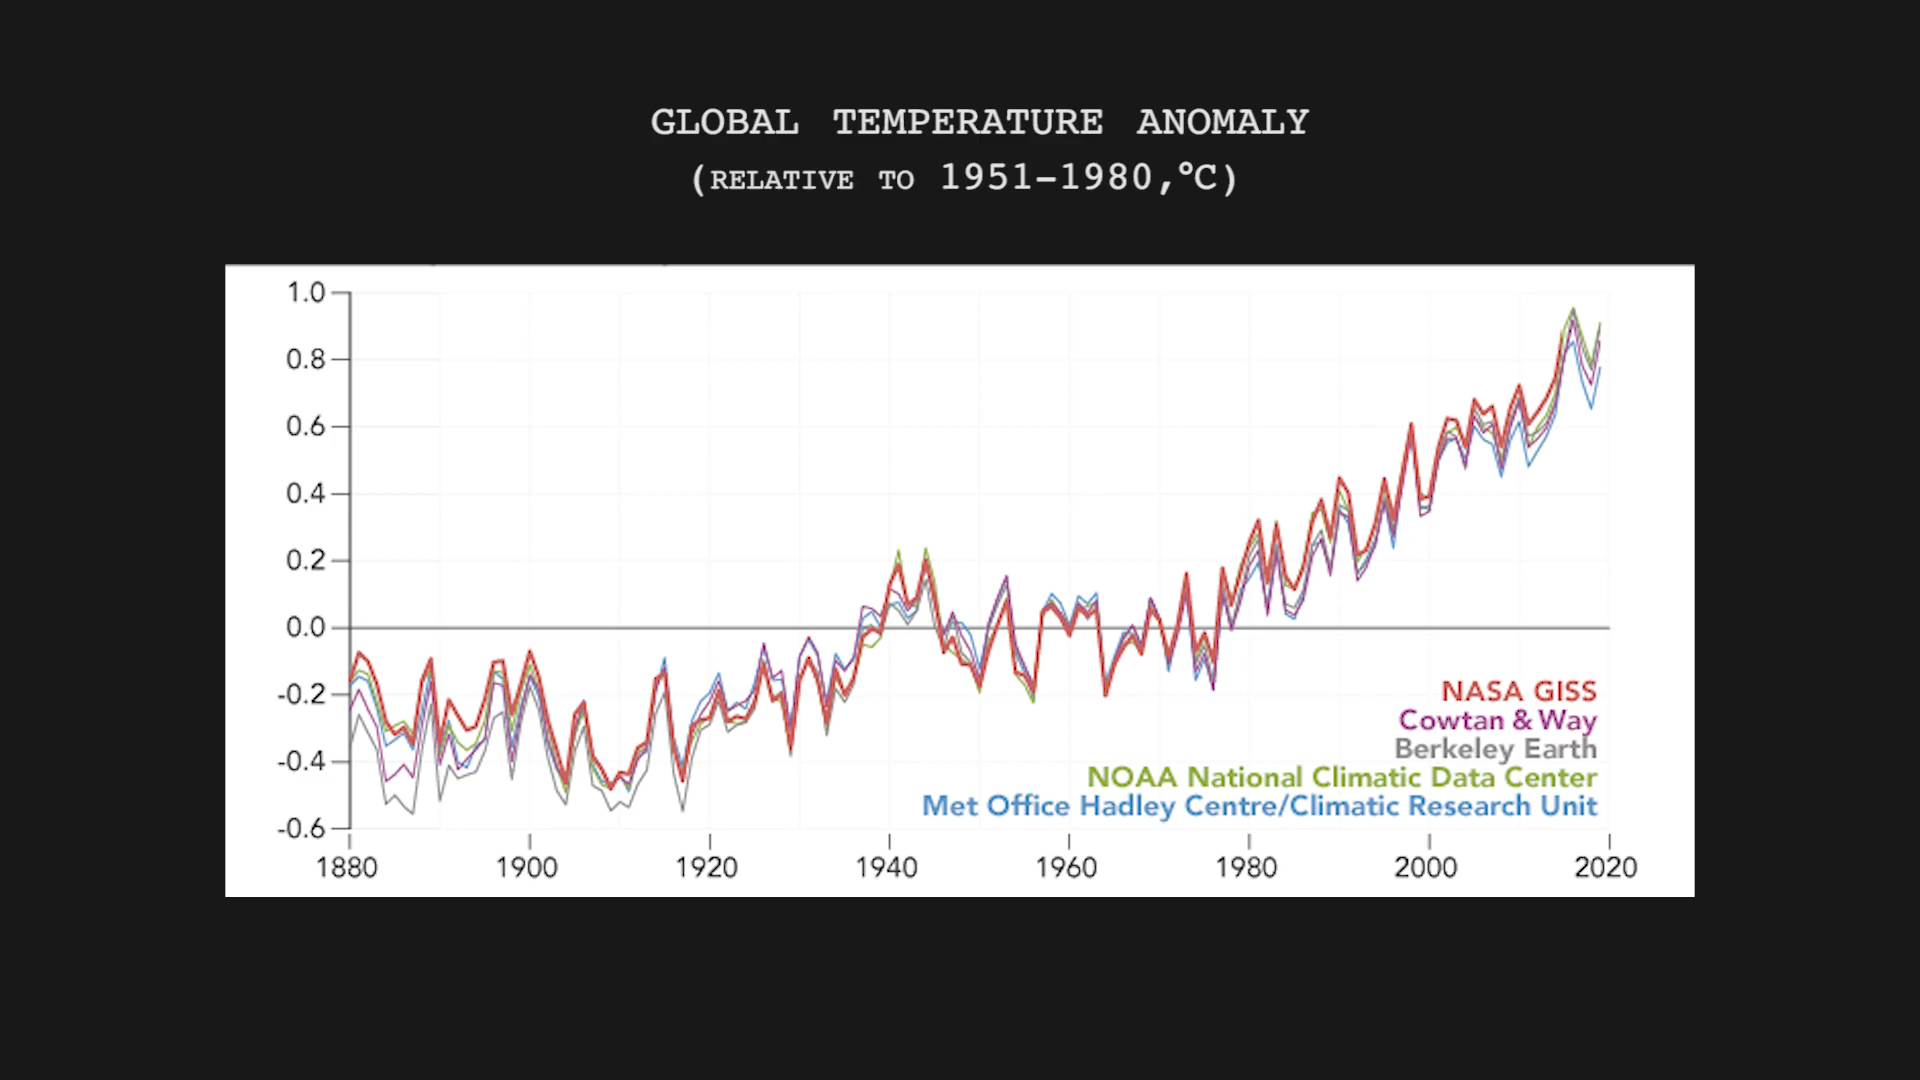 GLOBAL TEMPERATURE ANOMALY
(RELATIVE TO 1951–1980,°C)
1.0
0.8
0.6
0.4
0.2
0.0
-0.2
-0.4
-0.6
NASA GISS
Cowtan & Way
Berkeley Earth
NOAA National Climatic Data Center
Met Office Hadley Centre/Climatic Research Unit
1880 1900 1920 1940 1960 1980 2000 2020